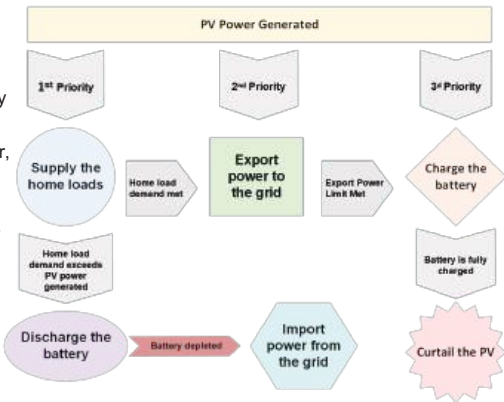 PV Power Generated
1st Priority
2nd Priority
3rd Priority
y
r,
Supply the
home loads
Home load
demand met
Export
power to
the grid
Export Power
Limit Met
Charge the
battery
Home load
demand exceeds
PV power
generated
Battery is fully
charged
Discharge the
battery
Battery depleted
Import
power from
the grid
Curtail the PV